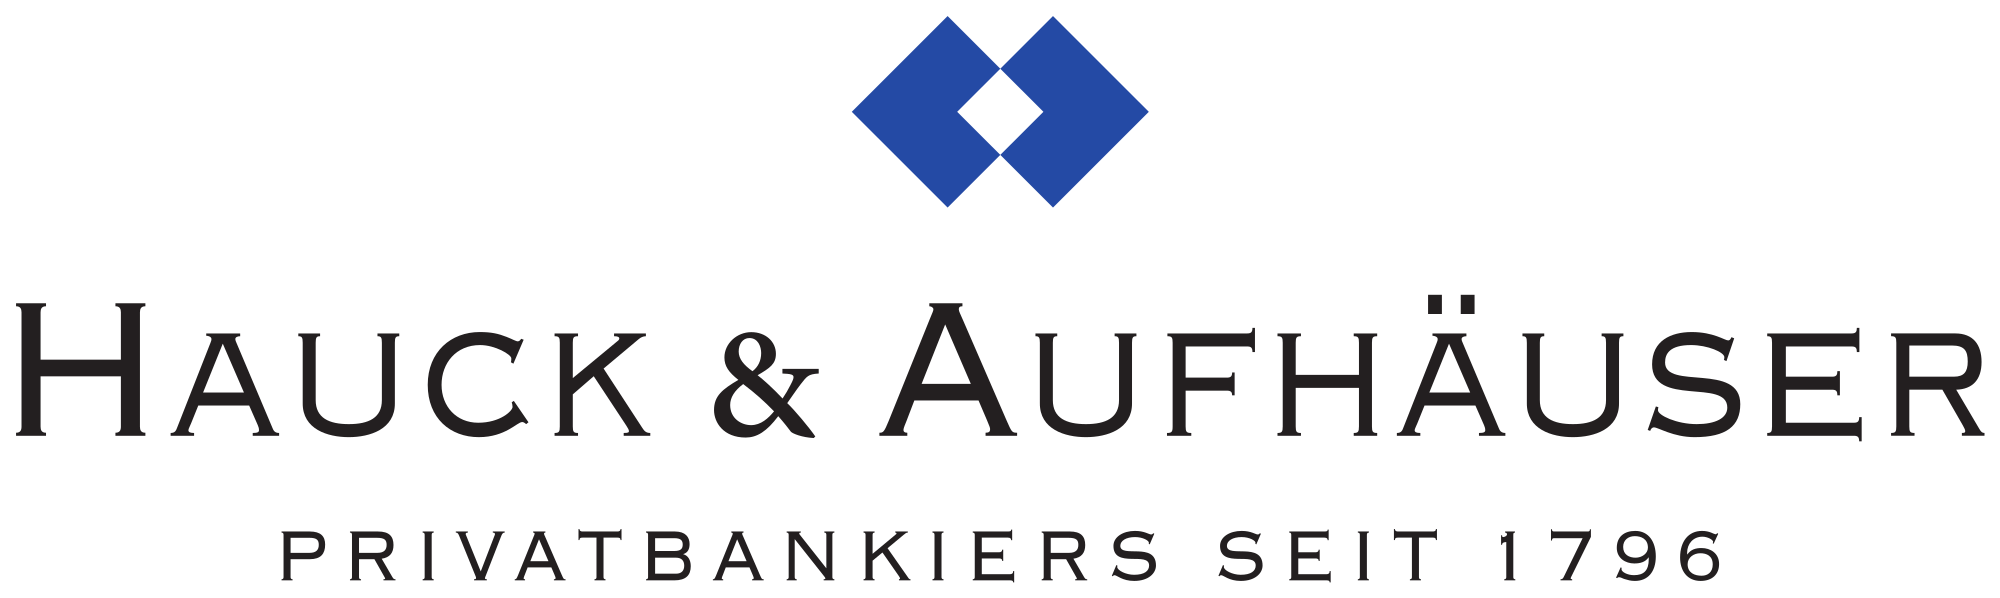 HAUCK & AUFHÄUSER
PRIVATBANKIERS SEIT 1796